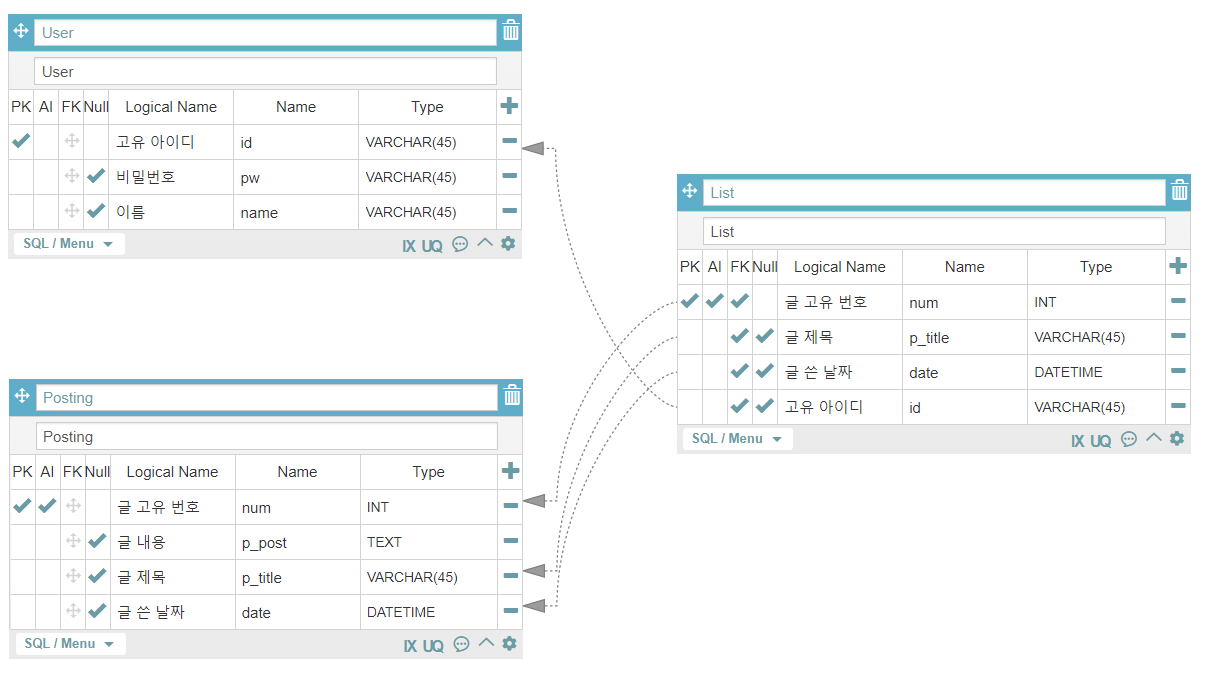 User
User
PK AI FK Null Logical Name Name Type
고유 아이디 id VARCHAR(45)
비밀번호 pw VARCHAR(45)
이름 name VARCHAR(45)
SQL / Menu IX UQ
List
List
PK AI FK Null Logical Name Name Type
글 고유 번호 num INT
글 제목 p_title VARCHAR(45)
글 쓴 날짜 date DATETIME
고유 아이디 id VARCHAR(45)
SQL / Menu IX UQ
Posting
Posting
PK AI FK Null Logical Name Name Type
글 고유 번호 num INT
글 내용 p_post TEXT
글 제목 p_title VARCHAR(45)
글 쓴 날짜 date DATETIME
SQL / Menu IX UQ